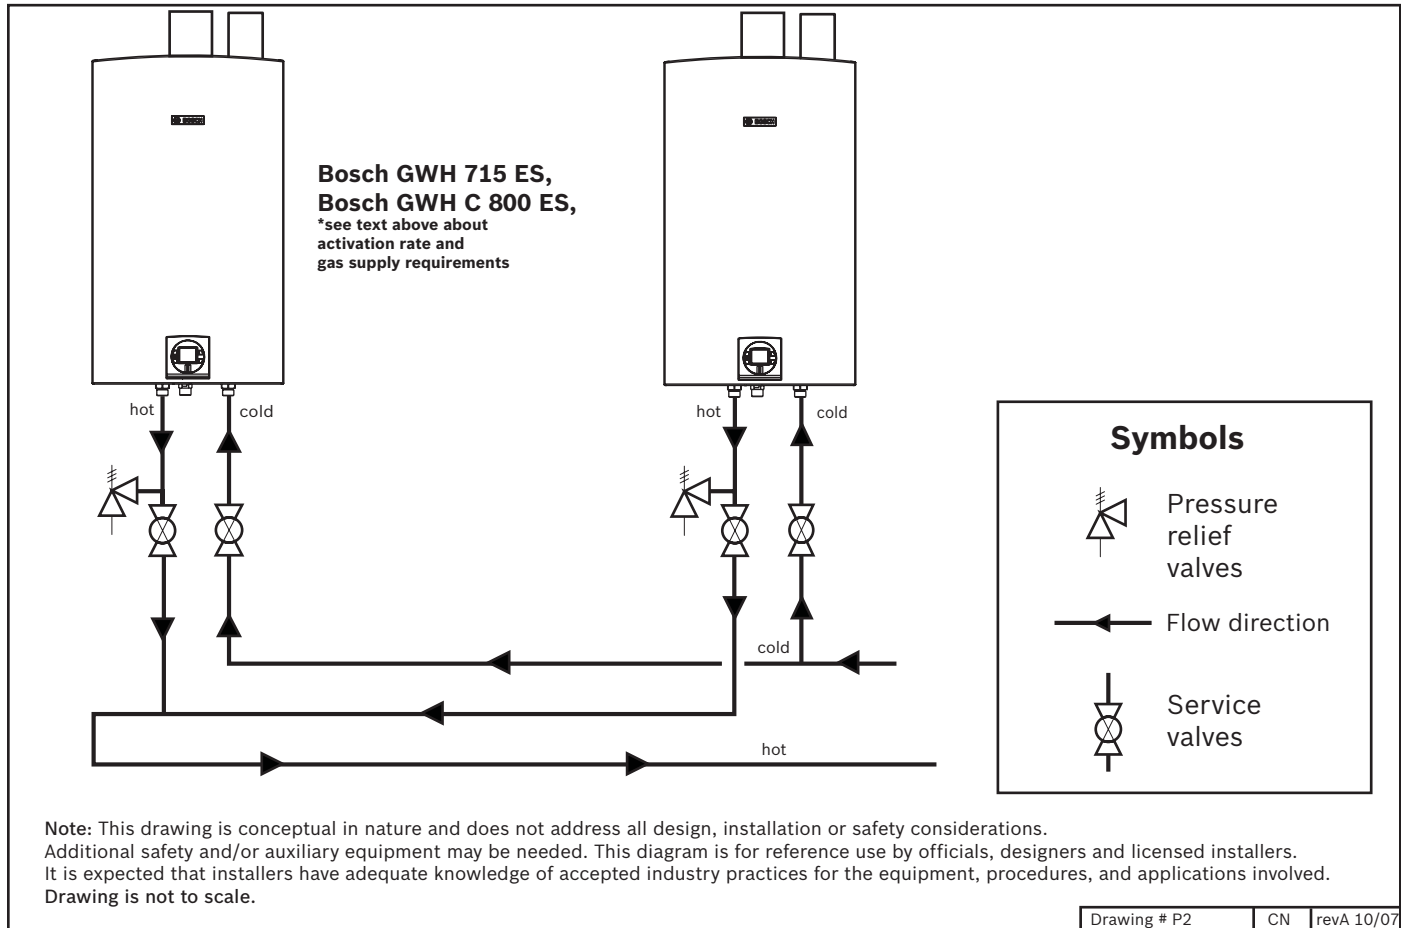 BOSCH
BOSCH
Bosch GWH 715 ES,
Bosch GWH C 800 ES,
*see text above about
activation rate and
gas supply requirements
hot
cold
hot
cold
cold
hot
Symbols
Pressure
relief
valves
Flow direction
Service
valves
Note: This drawing is conceptual in nature and does not address all design, installation or safety considerations.
Additional safety and/or auxiliary equipment may be needed. This diagram is for reference use by officials, designers and licensed installers.
It is expected that installers have adequate knowledge of accepted industry practices for the equipment, procedures, and applications involved.
Drawing is not to scale.
Drawing # P2
CN
revA 10/07